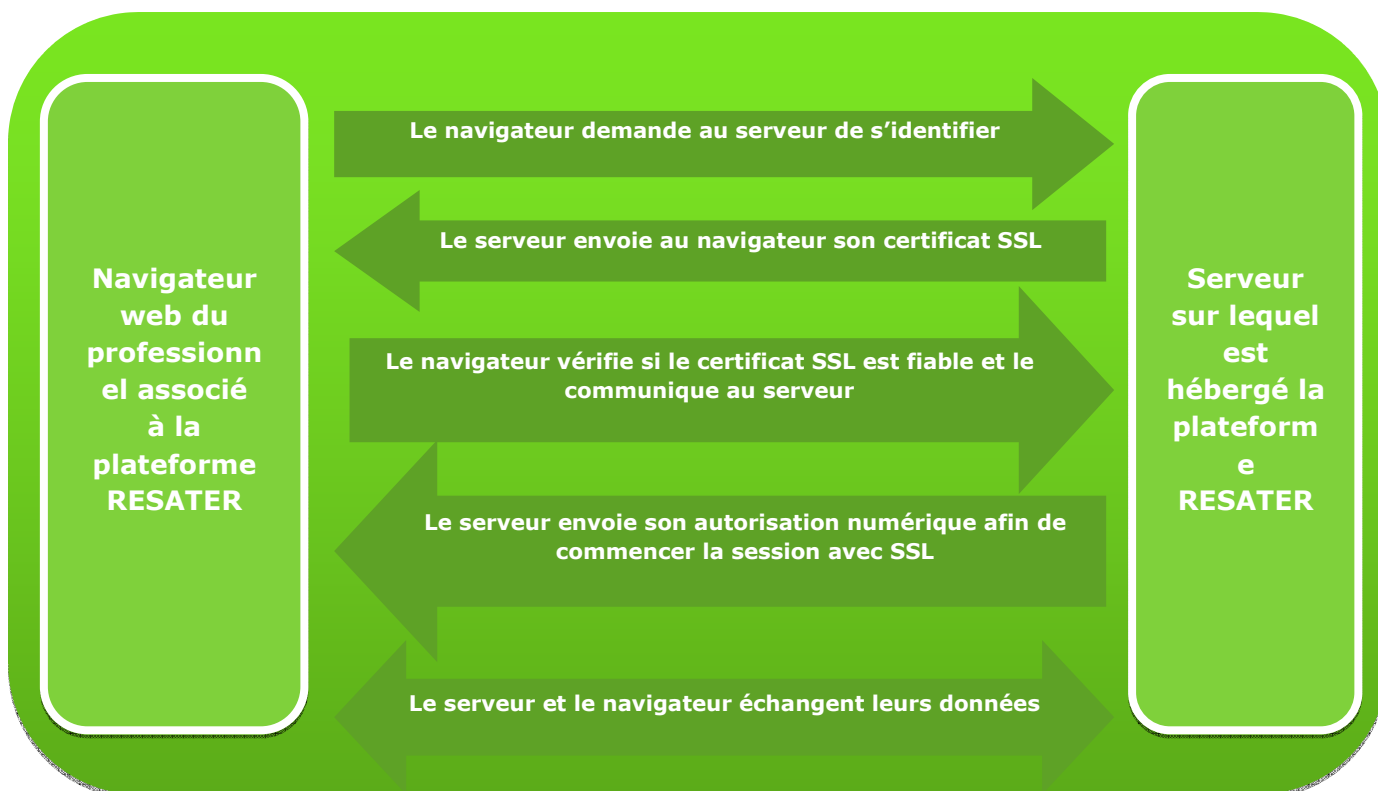 Le navigateur demande au serveur de s’identifier
Le serveur envoie au navigateur son certificat SSL
Navigateur
web du
professionn
el associé
à la
plateforme
RESATER
Le navigateur vérifie si le certificat SSL est fiable et le
communique au serveur
Le serveur envoie son autorisation numérique afin de
commencer la session avec SSL
Le serveur et le navigateur échangent leurs données
Serveur
sur lequel
est
hébergé la
plateform
e
RESATER